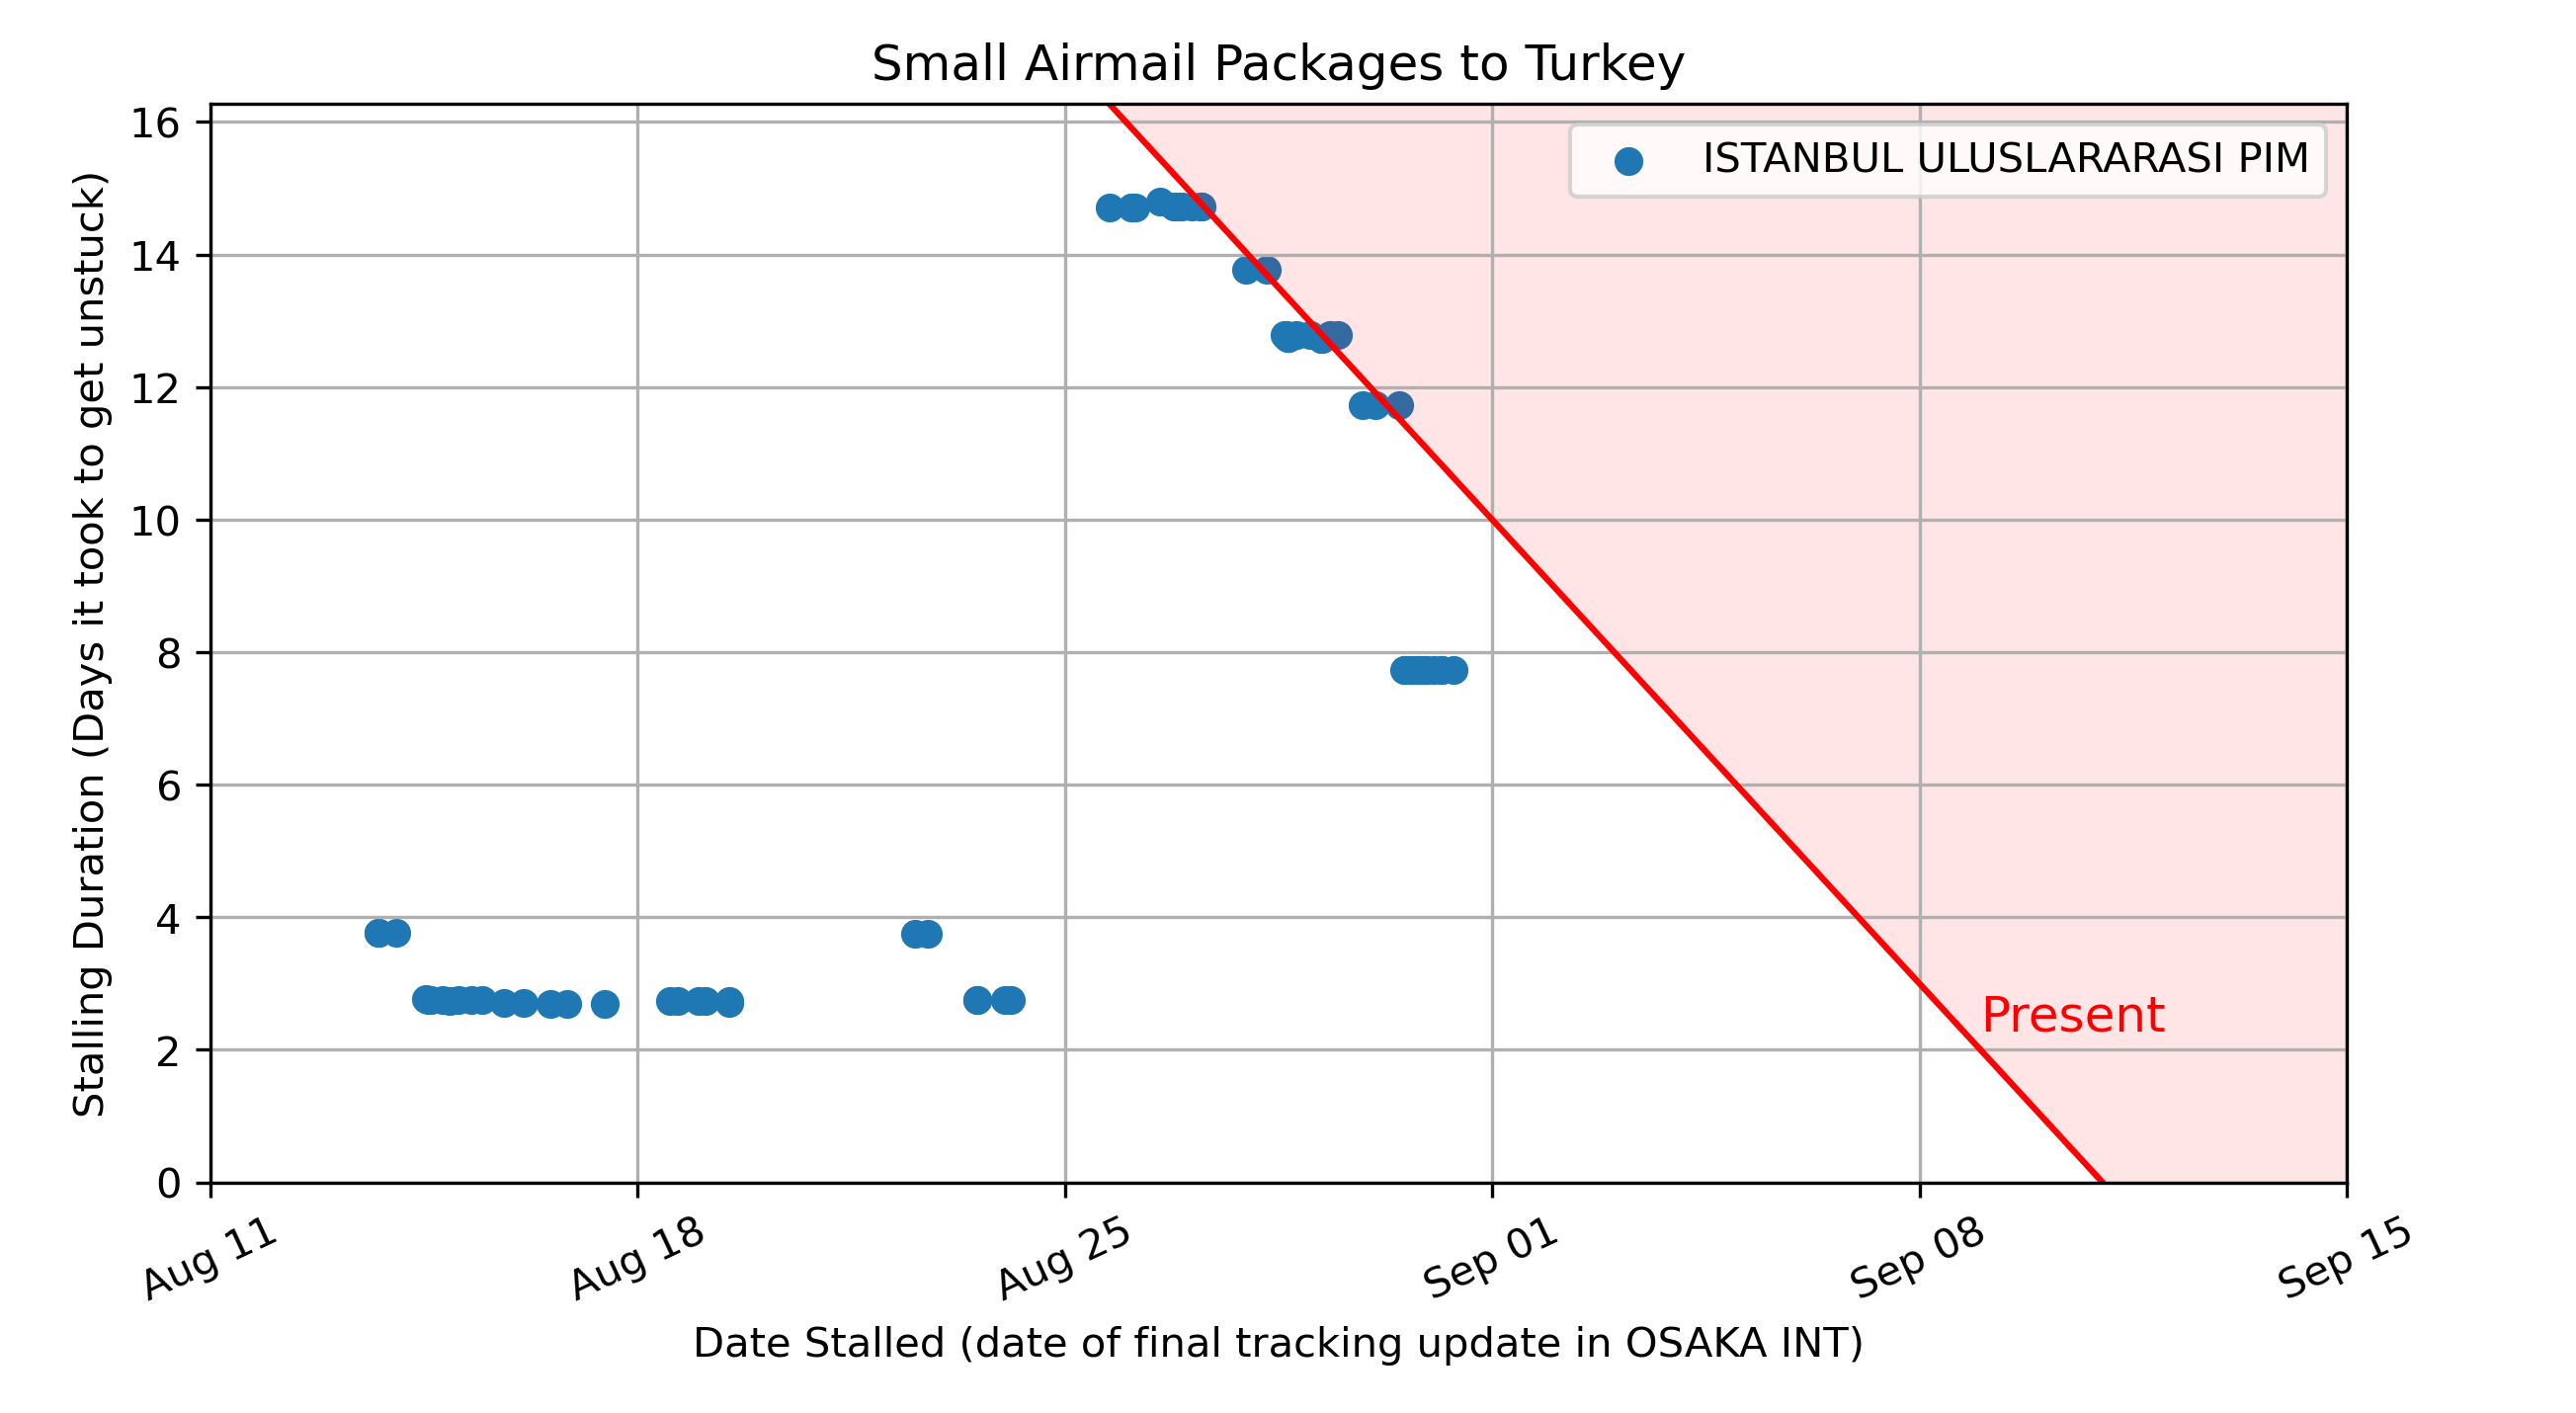 Small Airmail Packages to Turkey
ISTANBUL ULUSLARARASI PIM
Stalling Duration (Days it took to get unstuck)
16
14
12
10
8
6
4
2
0
Present
Aug 11
Aug 18
Aug 25
Sep 01
Sep 08
Sep 15
Date Stalled (date of final tracking update in OSAKA INT)